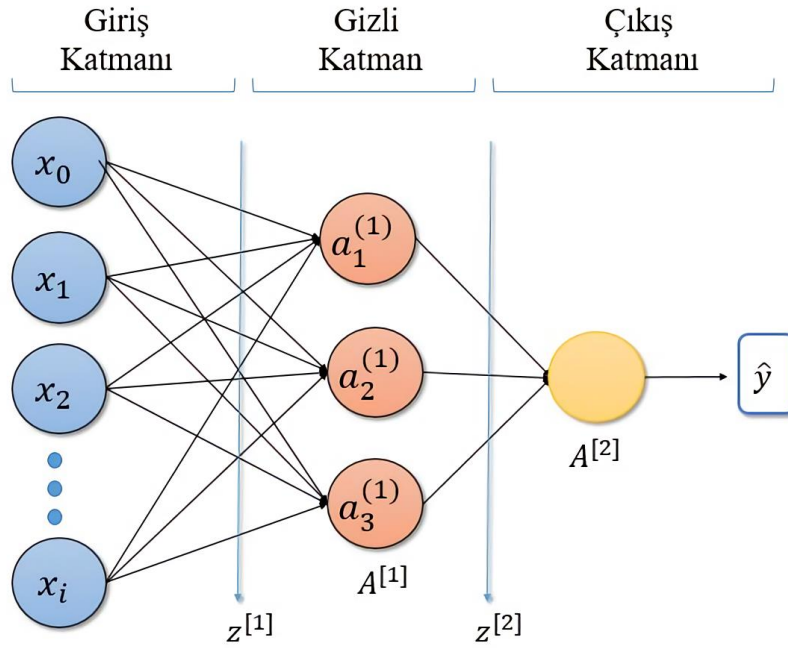 Giriş
Katmanı
Gizli
Katman
Çıkış
Katmanı
x₀
x₁
x₂
xᵢ
a₁⁽¹⁾
a₂⁽¹⁾
a₃⁽¹⁾
A[1]
z[1]
z[2]
A[2]
ŷ